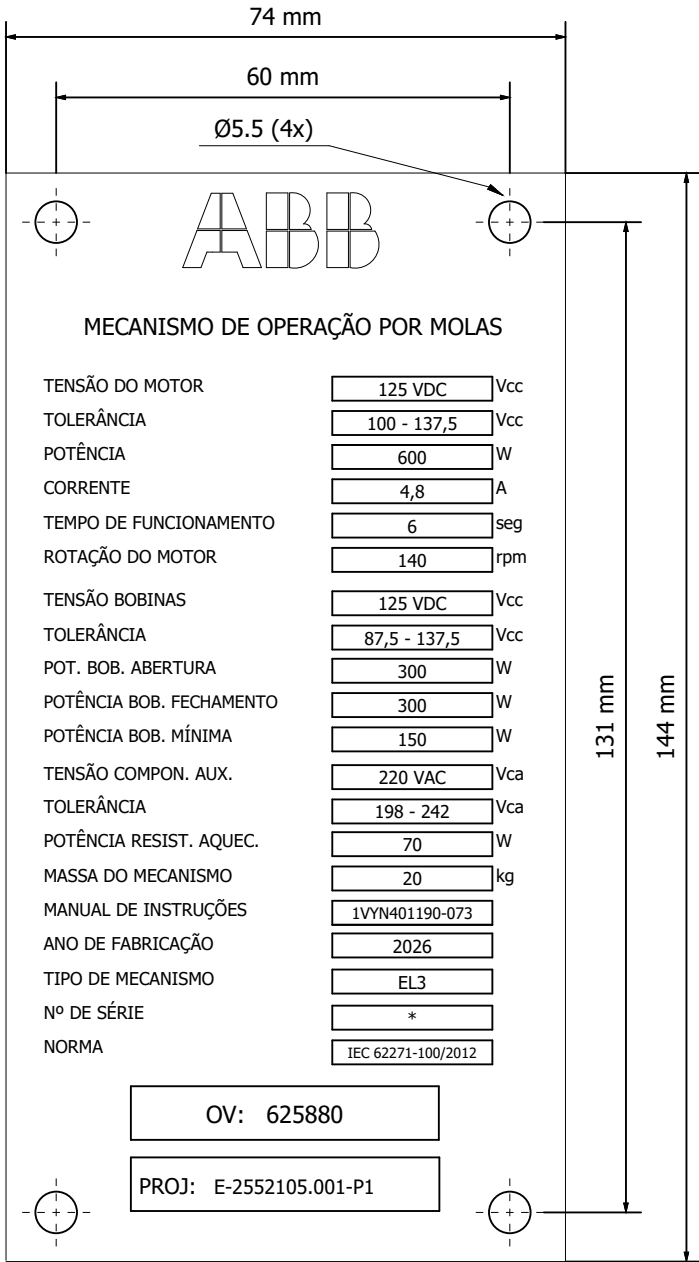 74 mm
60 mm
Ø5.5 (4x)
ABB
MECANISMO DE OPERAÇÃO POR MOLAS
TENSÃO DO MOTOR 125 VDC Vcc
TOLERÂNCIA 100 - 137,5 Vcc
POTÊNCIA 600 W
CORRENTE 4,8 A
TEMPO DE FUNCIONAMENTO 6 seg
ROTAÇÃO DO MOTOR 140 rpm
TENSÃO BOBINAS 125 VDC Vcc
TOLERÂNCIA 87,5 - 137,5 Vcc
POT. BOB. ABERTURA 300 W
POTÊNCIA BOB. FECHAMENTO 300 W
POTÊNCIA BOB. MÍNIMA 150 W
TENSÃO COMPON. AUX. 220 VAC Vca
TOLERÂNCIA 198 - 242 Vca
POTÊNCIA RESIST. AQUEC. 70 W
MASSA DO MECANISMO 20 kg
MANUAL DE INSTRUÇÕES 1VYN401190-073
ANO DE FABRICAÇÃO 2026
TIPO DE MECANISMO EL3
Nº DE SÉRIE *
NORMA IEC 62271-100/2012
OV: 625880
PROJ: E-2552105.001-P1
131 mm
144 mm